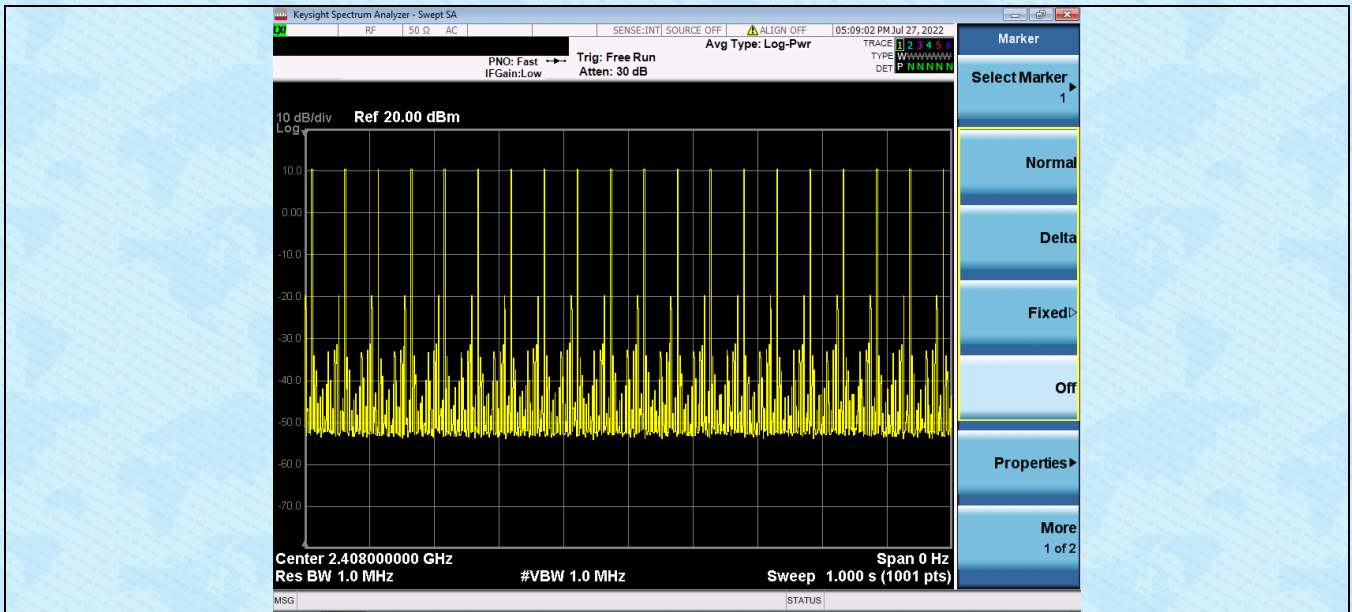 Keysight Spectrum Analyzer - Swept SA
LXI RF 50 Ω AC SENSE:INT SOURCE OFF ALIGN OFF 05:09:02 PM Jul 27, 2022
Avg Type: Log-Pwr
TRACE 1 2 3 4 5 6
TYPE WWWWWW
DET P N N N N N
PNO: Fast
IFGain:Low
Trig: Free Run
Atten: 30 dB
10 dB/div
Log
Ref 20.00 dBm
10.0
0.00
-10.0
-20.0
-30.0
-40.0
-50.0
-60.0
-70.0
Center 2.408000000 GHz
Span 0 Hz
Res BW 1.0 MHz
#VBW 1.0 MHz
Sweep 1.000 s (1001 pts)
MSG
STATUS
Marker
Select Marker
1
Normal
Delta
Fixed
Off
Properties
More
1 of 2